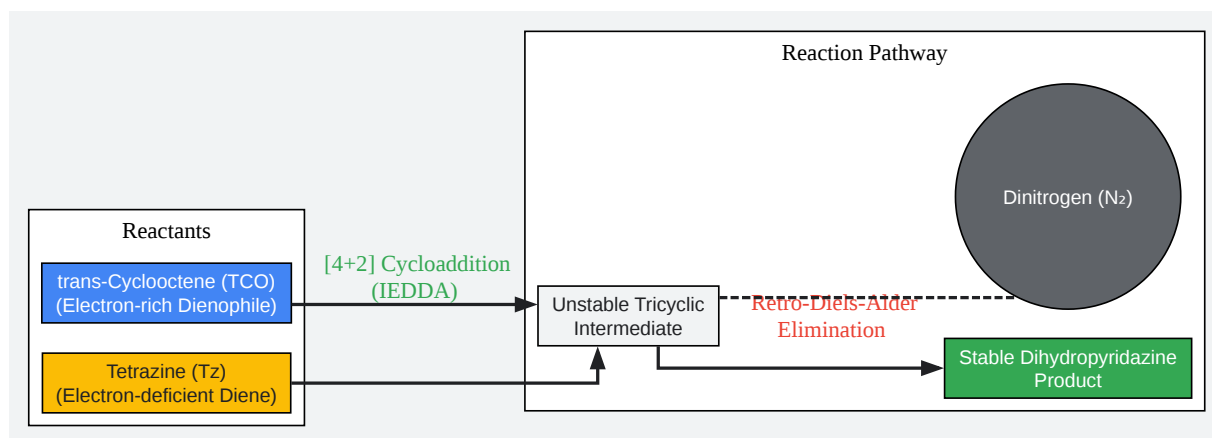 Reaction Pathway
Dinitrogen (N₂)
Reactants
trans-Cyclooctene (TCO)
(Electron-rich Dienophile)
[4+2] Cycloaddition
(IEDDA)
Unstable Tricyclic
Intermediate
Retro-Diels-Alder
Elimination
Tetrazine (Tz)
(Electron-deficient Diene)
Stable Dihydropyridazine
Product